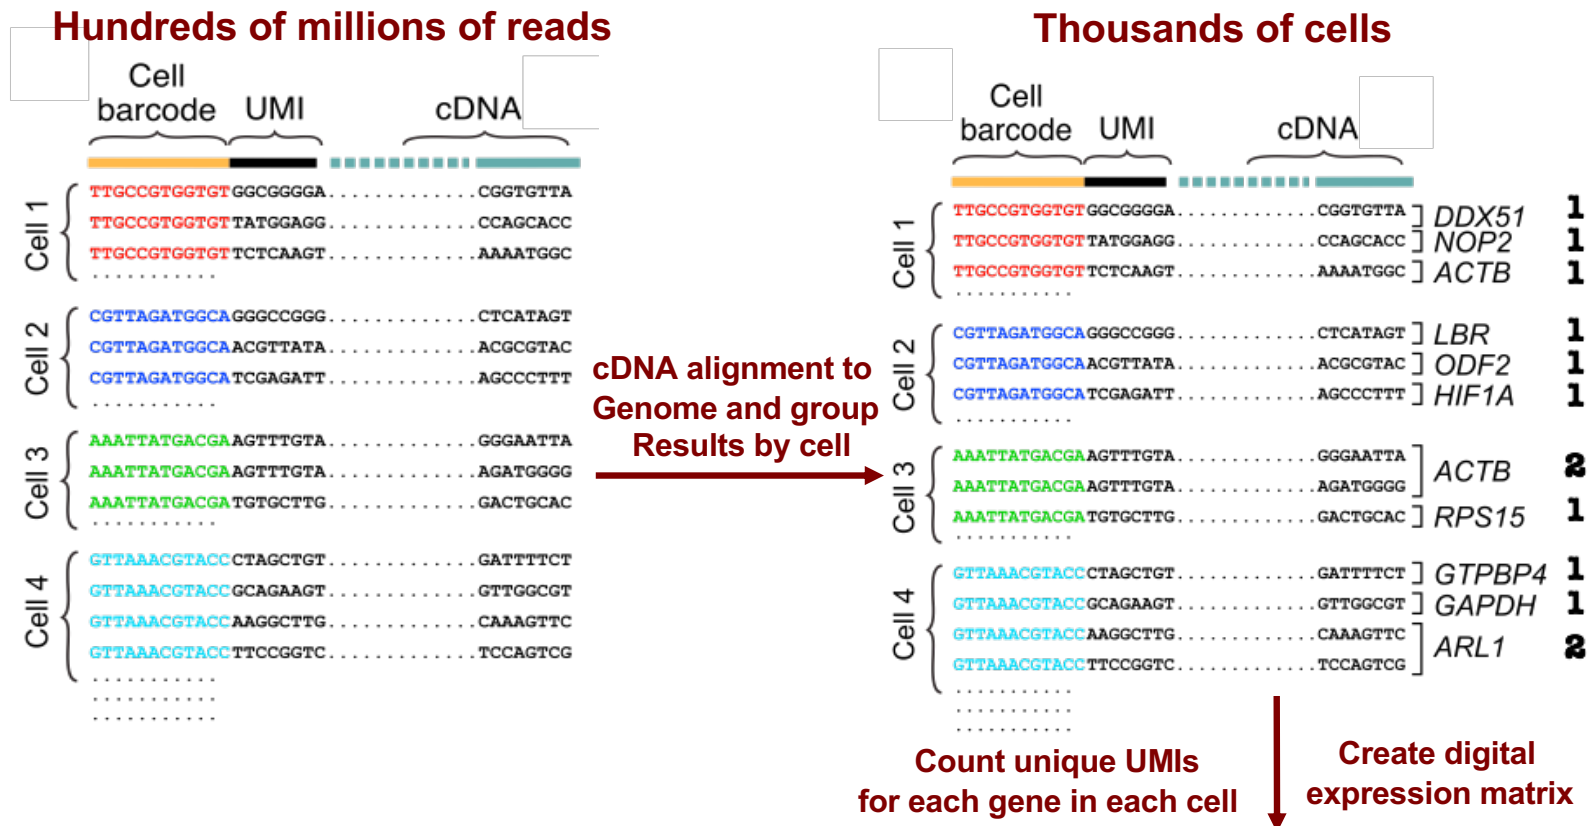 Hundreds of millions of reads
Cell
barcode UMI cDNA
Cell 1
TTGCCGTGGTGTGGCGGGGA.............CGGTGTTA
TTGCCGTGGTGTTATGGAGG.............CCAGCACC
TTGCCGTGGTGTTCTCAAGT.............AAAATGGC
...........
Cell 2
CGTTAGATGGCAGGGCCGGG.............CTCATAGT
CGTTAGATGGCAACGTTATA.............ACGCGTAC
CGTTAGATGGCATCGAGATT.............AGCCCTTT
...........
Cell 3
AAATTATGACGAAGTTTGTA.............GGGAATTA
AAATTATGACGAAGTTTGTA.............AGATGGGG
AAATTATGACGATGTGCTTG.............GACTGCAC
...........
Cell 4
GTTAAACGTACCCTAGCTGT.............GATTTTCT
GTTAAACGTACCGCAGAAGT.............GTTGGCGT
GTTAAACGTACCAAGGCTTG.............CAAAGTTC
GTTAAACGTACCTTCCGGTC.............TCCAGTCG
...........
...........
...........
cDNA alignment to
Genome and group
Results by cell
Thousands of cells
Cell
barcode UMI cDNA
Cell 1
TTGCCGTGGTGTGGCGGGGA.............CGGTGTTA DDX51 1
TTGCCGTGGTGTTATGGAGG.............CCAGCACC NOP2 1
TTGCCGTGGTGTTCTCAAGT.............AAAATGGC ACTB 1
...........
Cell 2
CGTTAGATGGCAGGGCCGGG.............CTCATAGT LBR 1
CGTTAGATGGCAACGTTATA.............ACGCGTAC ODF2 1
CGTTAGATGGCATCGAGATT.............AGCCCTTT HIF1A 1
...........
Cell 3
AAATTATGACGAAGTTTGTA.............GGGAATTA
ACTB 2
AAATTATGACGAAGTTTGTA.............AGATGGGG
AAATTATGACGATGTGCTTG.............GACTGCAC RPS15 1
...........
Cell 4
GTTAAACGTACCCTAGCTGT.............GATTTTCT GTPBP4 1
GTTAAACGTACCGCAGAAGT.............GTTGGCGT GAPDH 1
GTTAAACGTACCAAGGCTTG.............CAAAGTTC
ARL1 2
GTTAAACGTACCTTCCGGTC.............TCCAGTCG
...........
...........
...........
Count unique UMIs
for each gene in each cell
Create digital
expression matrix